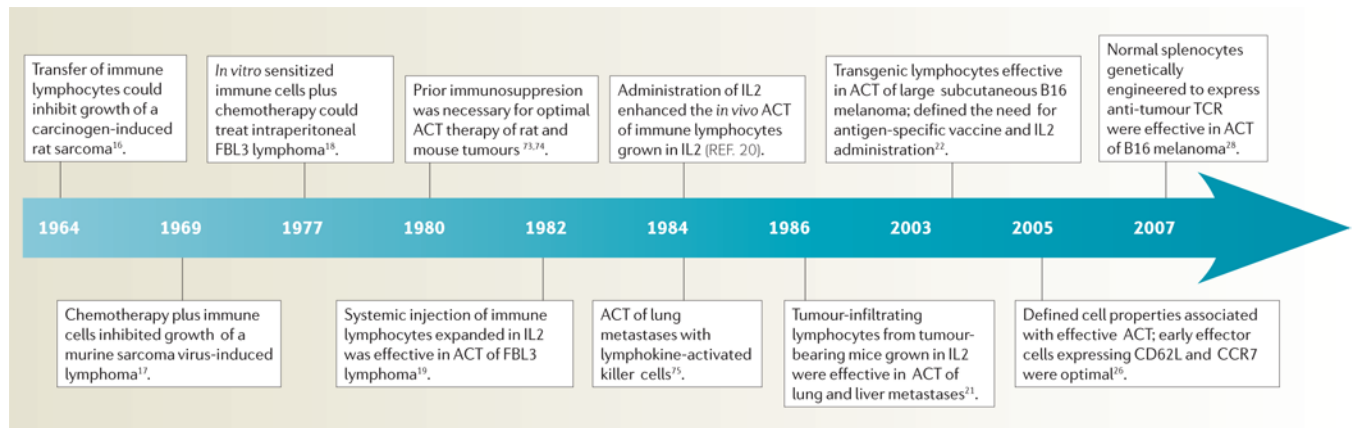 Transfer of immune
lymphocytes could
inhibit growth of a
carcinogen-induced
rat sarcoma¹⁶.
In vitro sensitized
immune cells plus
chemotherapy could
treat intraperitoneal
FBL3 lymphoma¹⁸.
Prior immunosuppresion
was necessary for optimal
ACT therapy of rat and
mouse tumours ⁷³,⁷⁴.
Administration of IL2
enhanced the in vivo ACT
of immune lymphocytes
grown in IL2 (REF. 20).
Transgenic lymphocytes effective
in ACT of large subcutaneous B16
melanoma; defined the need for
antigen-specific vaccine and IL2
administration²².
Normal splenocytes
genetically
engineered to express
anti-tumour TCR
were effective in ACT
of B16 melanoma²⁸.
1964 1969 1977 1980 1982 1984 1986 2003 2005 2007
Chemotherapy plus immune
cells inhibited growth of a
murine sarcoma virus-induced
lymphoma¹⁷.
Systemic injection of immune
lymphocytes expanded in IL2
was effective in ACT of FBL3
lymphoma¹⁹.
ACT of lung
metastases with
lymphokine-activated
killer cells⁷⁵.
Tumour-infiltrating
lymphocytes from tumour-
bearing mice grown in IL2
were effective in ACT of
lung and liver metastases²¹.
Defined cell properties associated
with effective ACT; early effector
cells expressing CD62L and CCR7
were optimal²⁶.